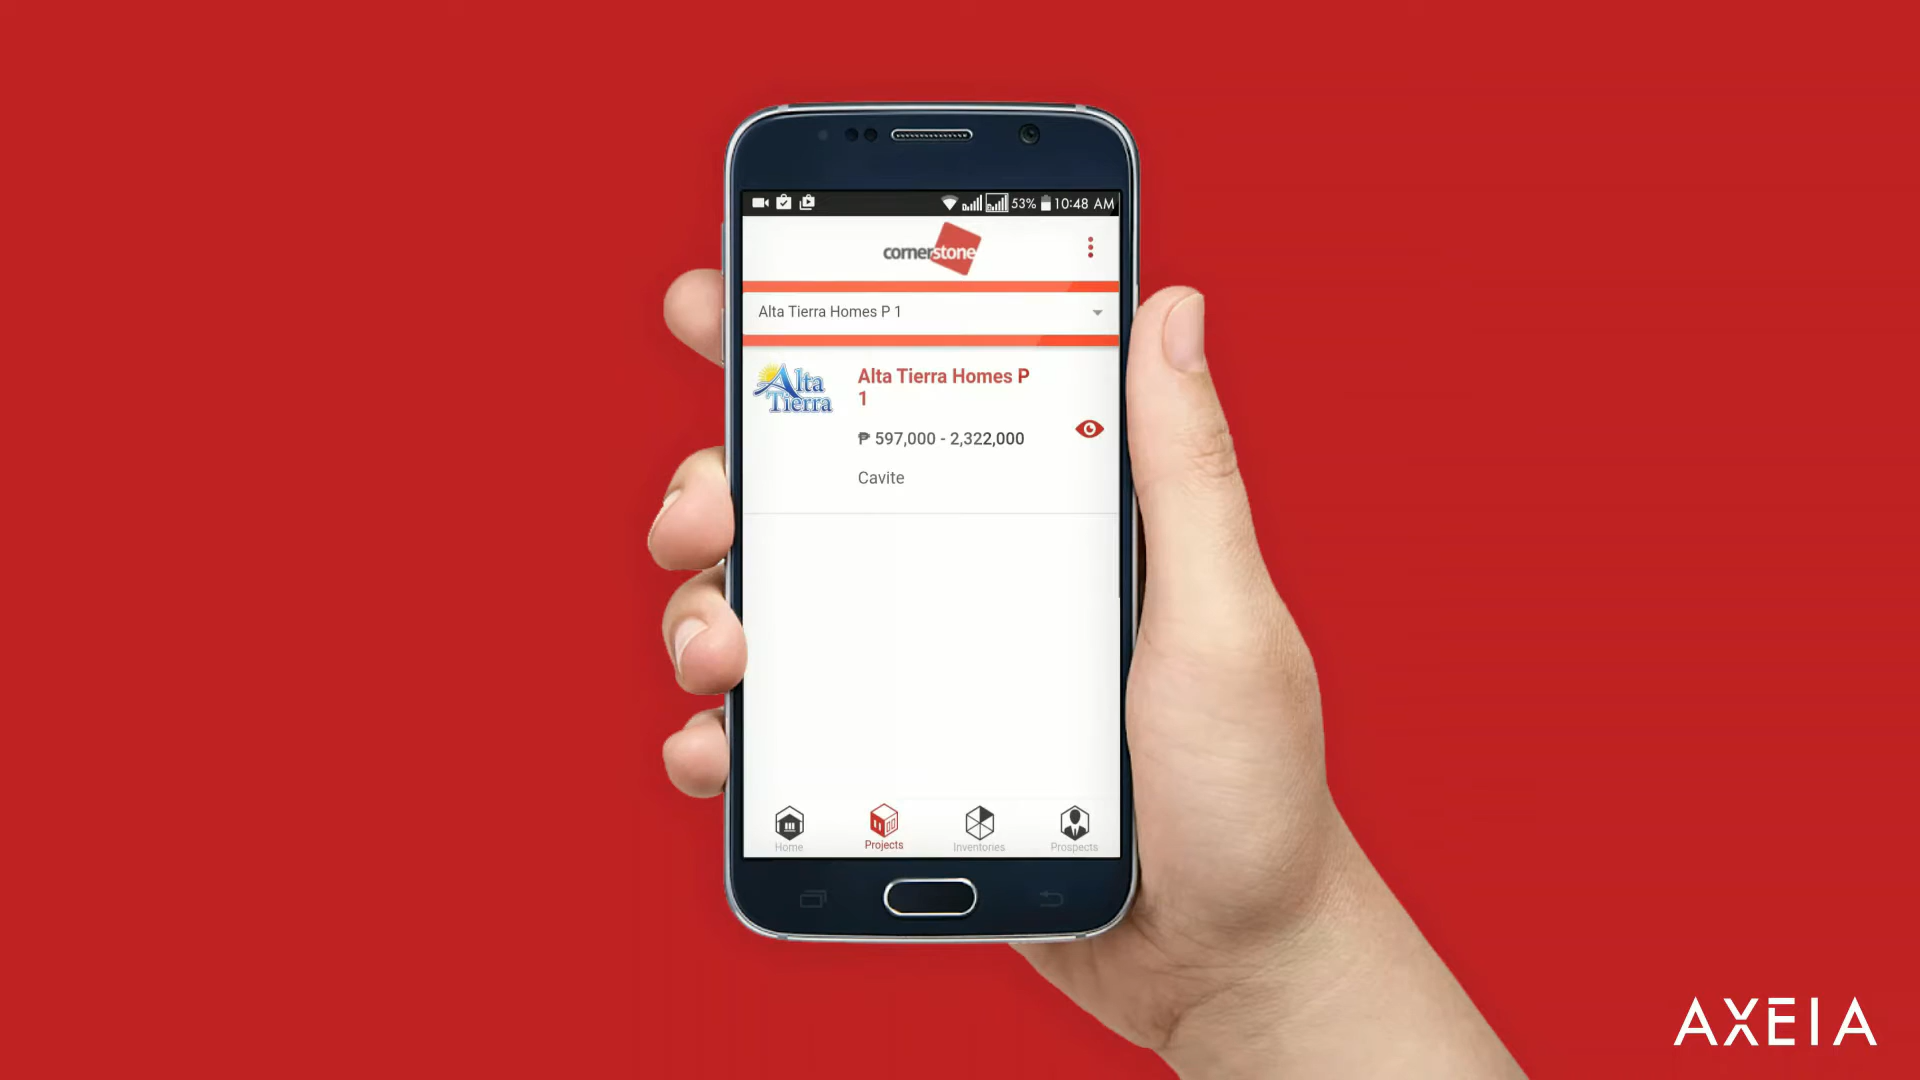 53% 10:48 AM
cornerstone
Alta Tierra Homes P 1
Alta
Tierra
Alta Tierra Homes P
1
₱ 597,000 - 2,322,000
Cavite
Home
Projects
Inventories
Prospects
AXEIA